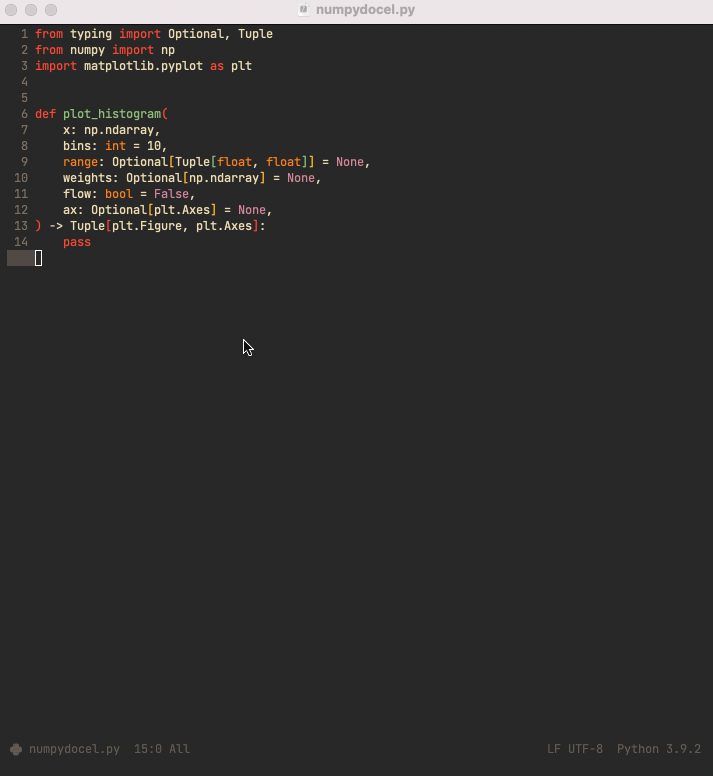 numpydocel.py
1 from typing import Optional, Tuple
2 from numpy import np
3 import matplotlib.pyplot as plt
4
5
6 def plot_histogram(
7     x: np.ndarray,
8     bins: int = 10,
9     range: Optional[Tuple[float, float]] = None,
10     weights: Optional[np.ndarray] = None,
11     flow: bool = False,
12     ax: Optional[plt.Axes] = None,
13 ) -> Tuple[plt.Figure, plt.Axes]:
14     pass
numpydocel.py  15:0 All  LF UTF-8  Python 3.9.2